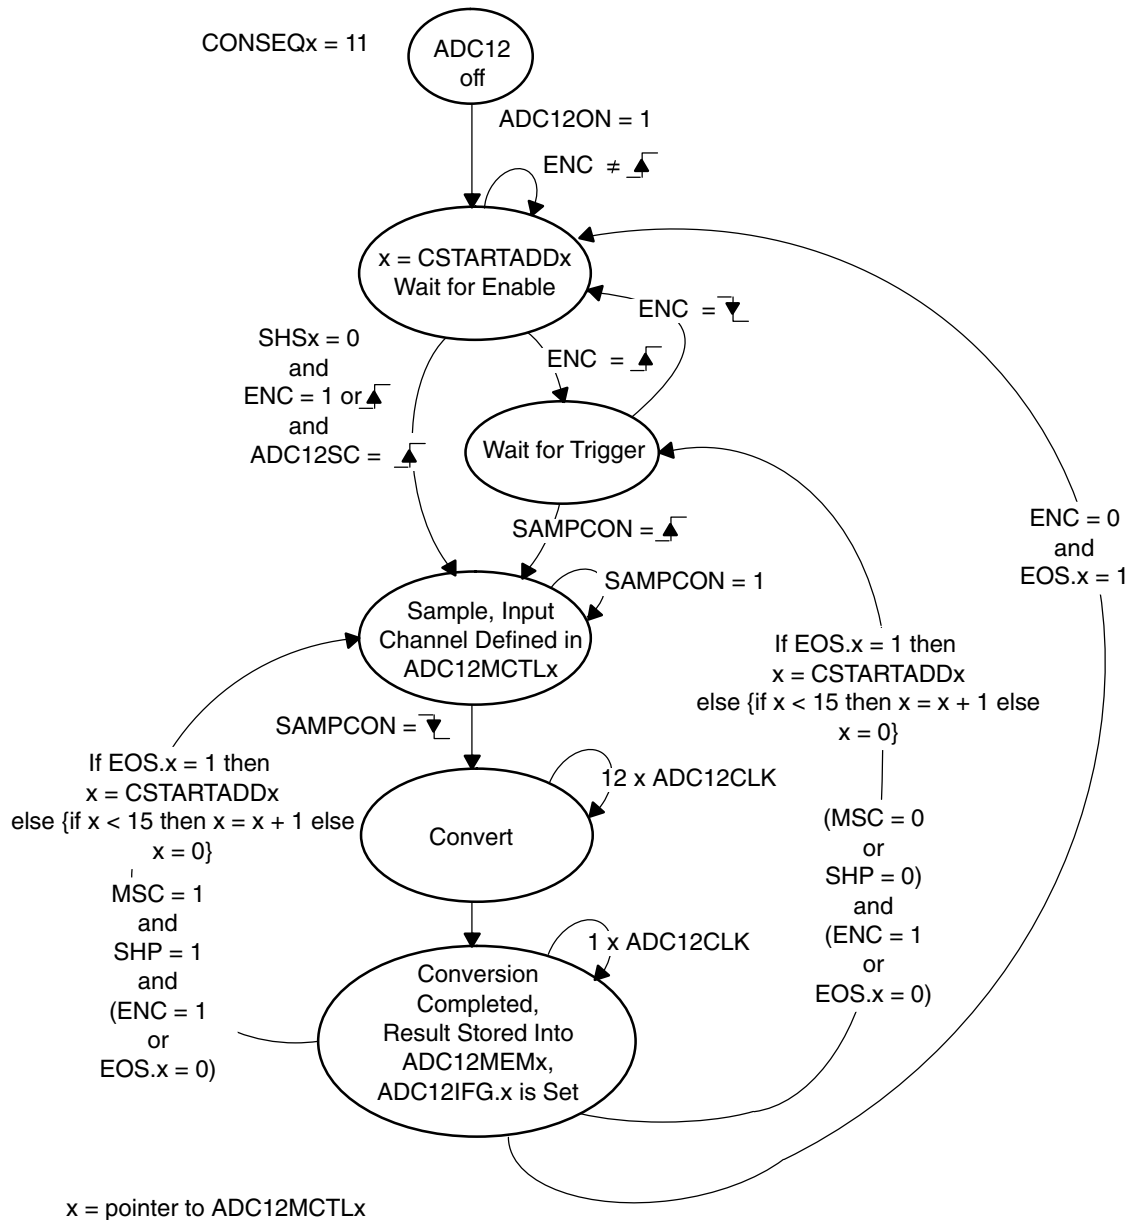 CONSEQx = 11
ADC12
off
ADC12ON = 1
ENC ≠
x = CSTARTADDx
Wait for Enable
ENC =
SHSx = 0
and
ENC = 1 or
and
ADC12SC =
ENC =
Wait for Trigger
SAMPCON =
SAMPCON = 1
Sample, Input
Channel Defined in
ADC12MCTLx
ENC = 0
and
EOS.x = 1
If EOS.x = 1 then
x = CSTARTADDx
else {if x < 15 then x = x + 1 else
x = 0}
SAMPCON =
If EOS.x = 1 then
x = CSTARTADDx
else {if x < 15 then x = x + 1 else
x = 0}
12 x ADC12CLK
Convert
(MSC = 0
or
SHP = 0)
and
(ENC = 1
or
EOS.x = 0)
MSC = 1
and
SHP = 1
and
(ENC = 1
or
EOS.x = 0)
1 x ADC12CLK
Conversion
Completed,
Result Stored Into
ADC12MEMx,
ADC12IFG.x is Set
x = pointer to ADC12MCTLx